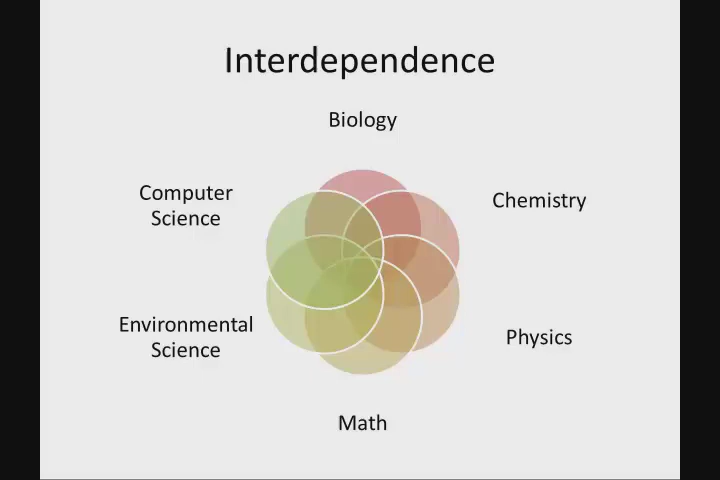 Interdependence
Biology
Computer
Science
Chemistry
Environmental
Science
Physics
Math